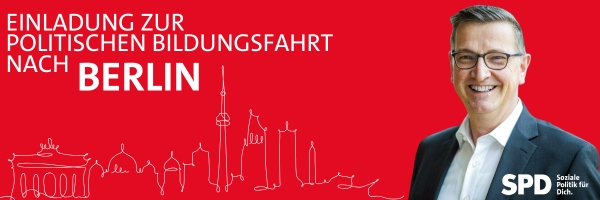 EINLADUNG ZUR
POLITISCHEN BILDUNGSFAHRT
NACH BERLIN
SPD Soziale
Politik für
Dich.